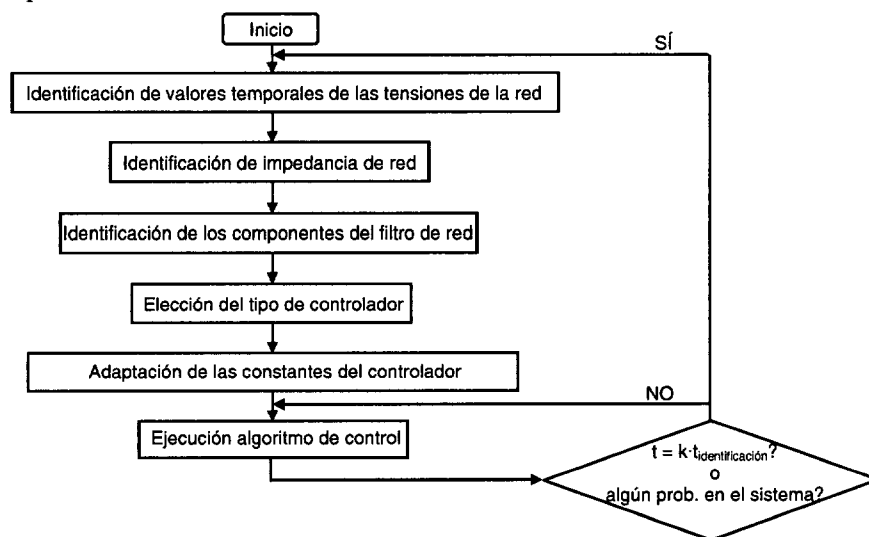 Inicio
SÍ
Identificación de valores temporales de las tensiones de la red
Identificación de impedancia de red
Identificación de los componentes del filtro de red
Elección del tipo de controlador
Adaptación de las constantes del controlador
NO
Ejecución algoritmo de control
t = k·tidentificación?
o
algún prob. en el sistema?